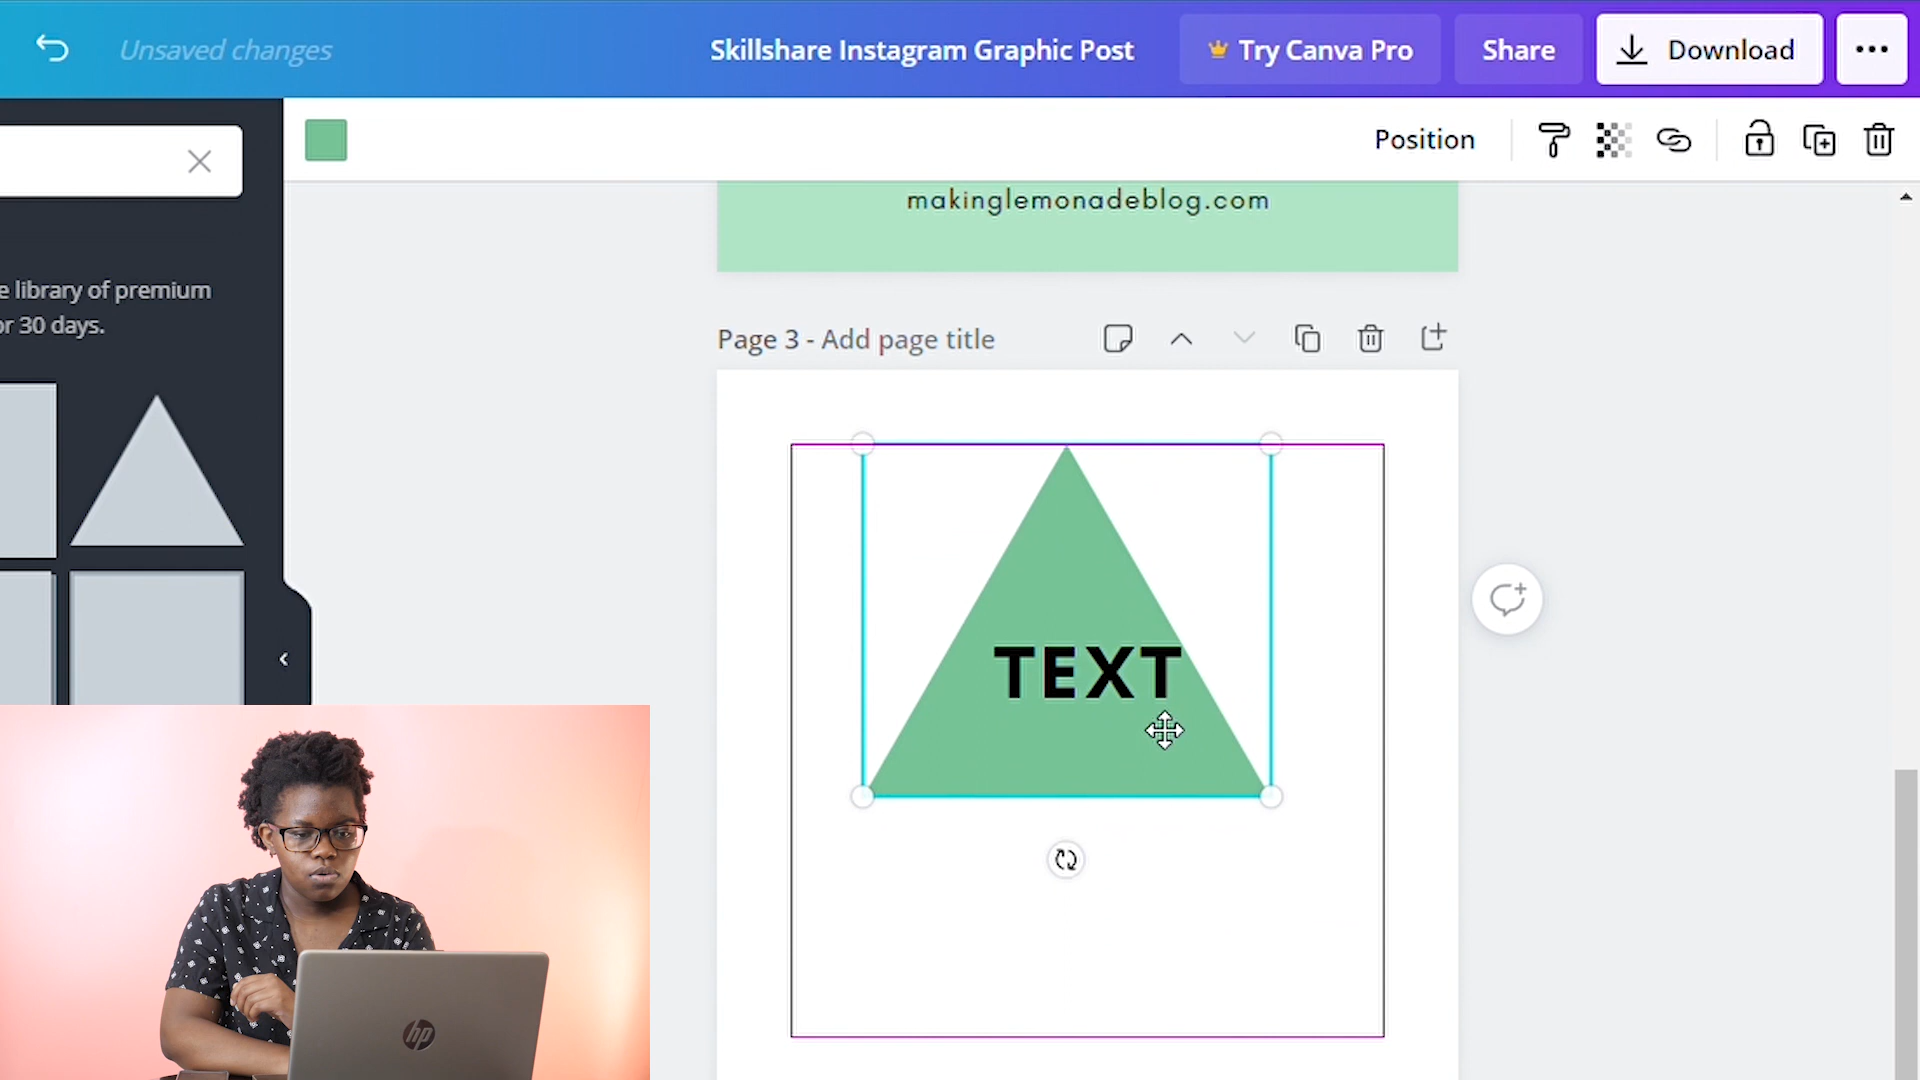 Unsaved changes
Skillshare Instagram Graphic Post
Try Canva Pro
Share
Download
Position
e library of premium
or 30 days.
makinglemonadeblog.com
Page 3 - Add page title
TEXT
hp